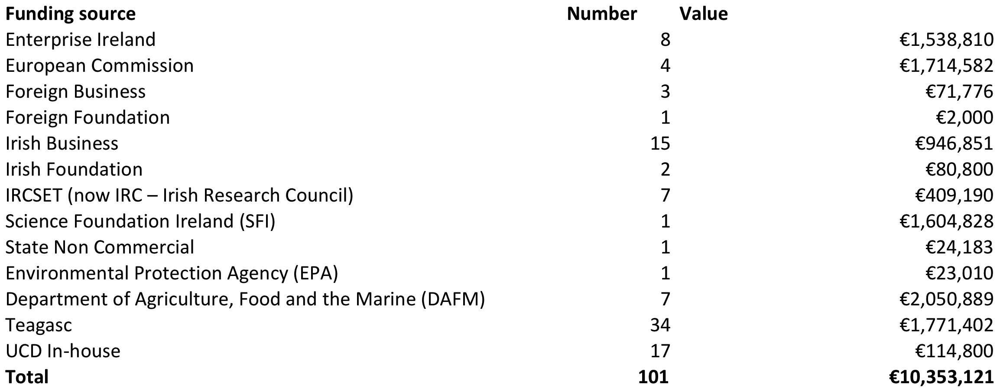 Funding source Number Value
Enterprise Ireland 8 €1,538,810
European Commission 4 €1,714,582
Foreign Business 3 €71,776
Foreign Foundation 1 €2,000
Irish Business 15 €946,851
Irish Foundation 2 €80,800
IRCSET (now IRC – Irish Research Council) 7 €409,190
Science Foundation Ireland (SFI) 1 €1,604,828
State Non Commercial 1 €24,183
Environmental Protection Agency (EPA) 1 €23,010
Department of Agriculture, Food and the Marine (DAFM) 7 €2,050,889
Teagasc 34 €1,771,402
UCD In-house 17 €114,800
Total 101 €10,353,121